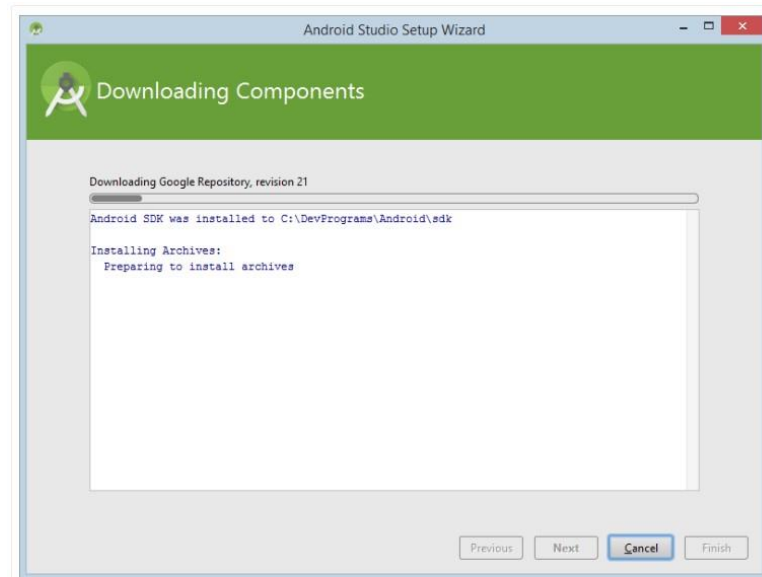 Android Studio Setup Wizard
Downloading Components
Downloading Google Repository, revision 21
Android SDK was installed to C:\DevPrograms\Android\sdk
Installing Archives:
Preparing to install archives
Previous Next Cancel Finish